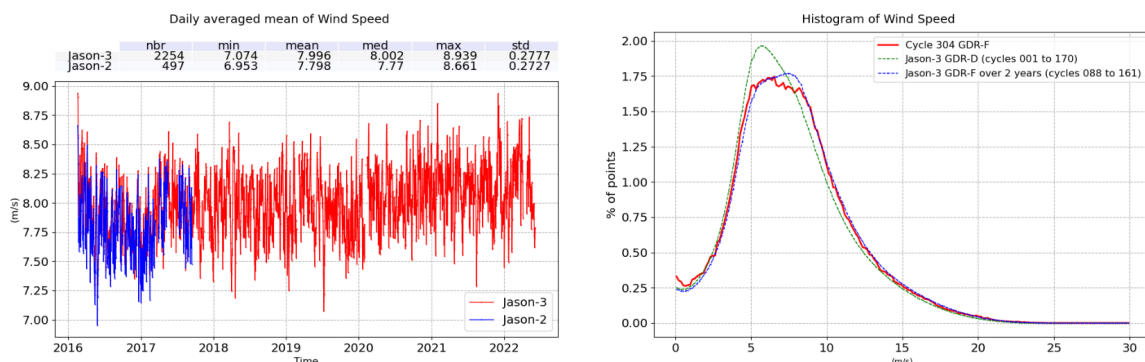 Daily averaged mean of Wind Speed
nbr min mean med max std
Jason-3 2254 7.074 7.996 8.002 8.939 0.2777
Jason-2 497 6.953 7.798 7.77 8.661 0.2727
9.00
8.75
8.50
8.25
8.00
7.75
7.50
7.25
7.00
(m/s)
Jason-3
Jason-2
2016 2017 2018 2019 2020 2021 2022
Time
Histogram of Wind Speed
Cycle 304 GDR-F
Jason-3 GDR-D (cycles 001 to 170)
Jason-3 GDR-F over 2 years (cycles 088 to 161)
2.00
1.75
1.50
1.25
1.00
0.75
0.50
0.25
0.00
% of points
0 5 10 15 20 25 30
(m/s)